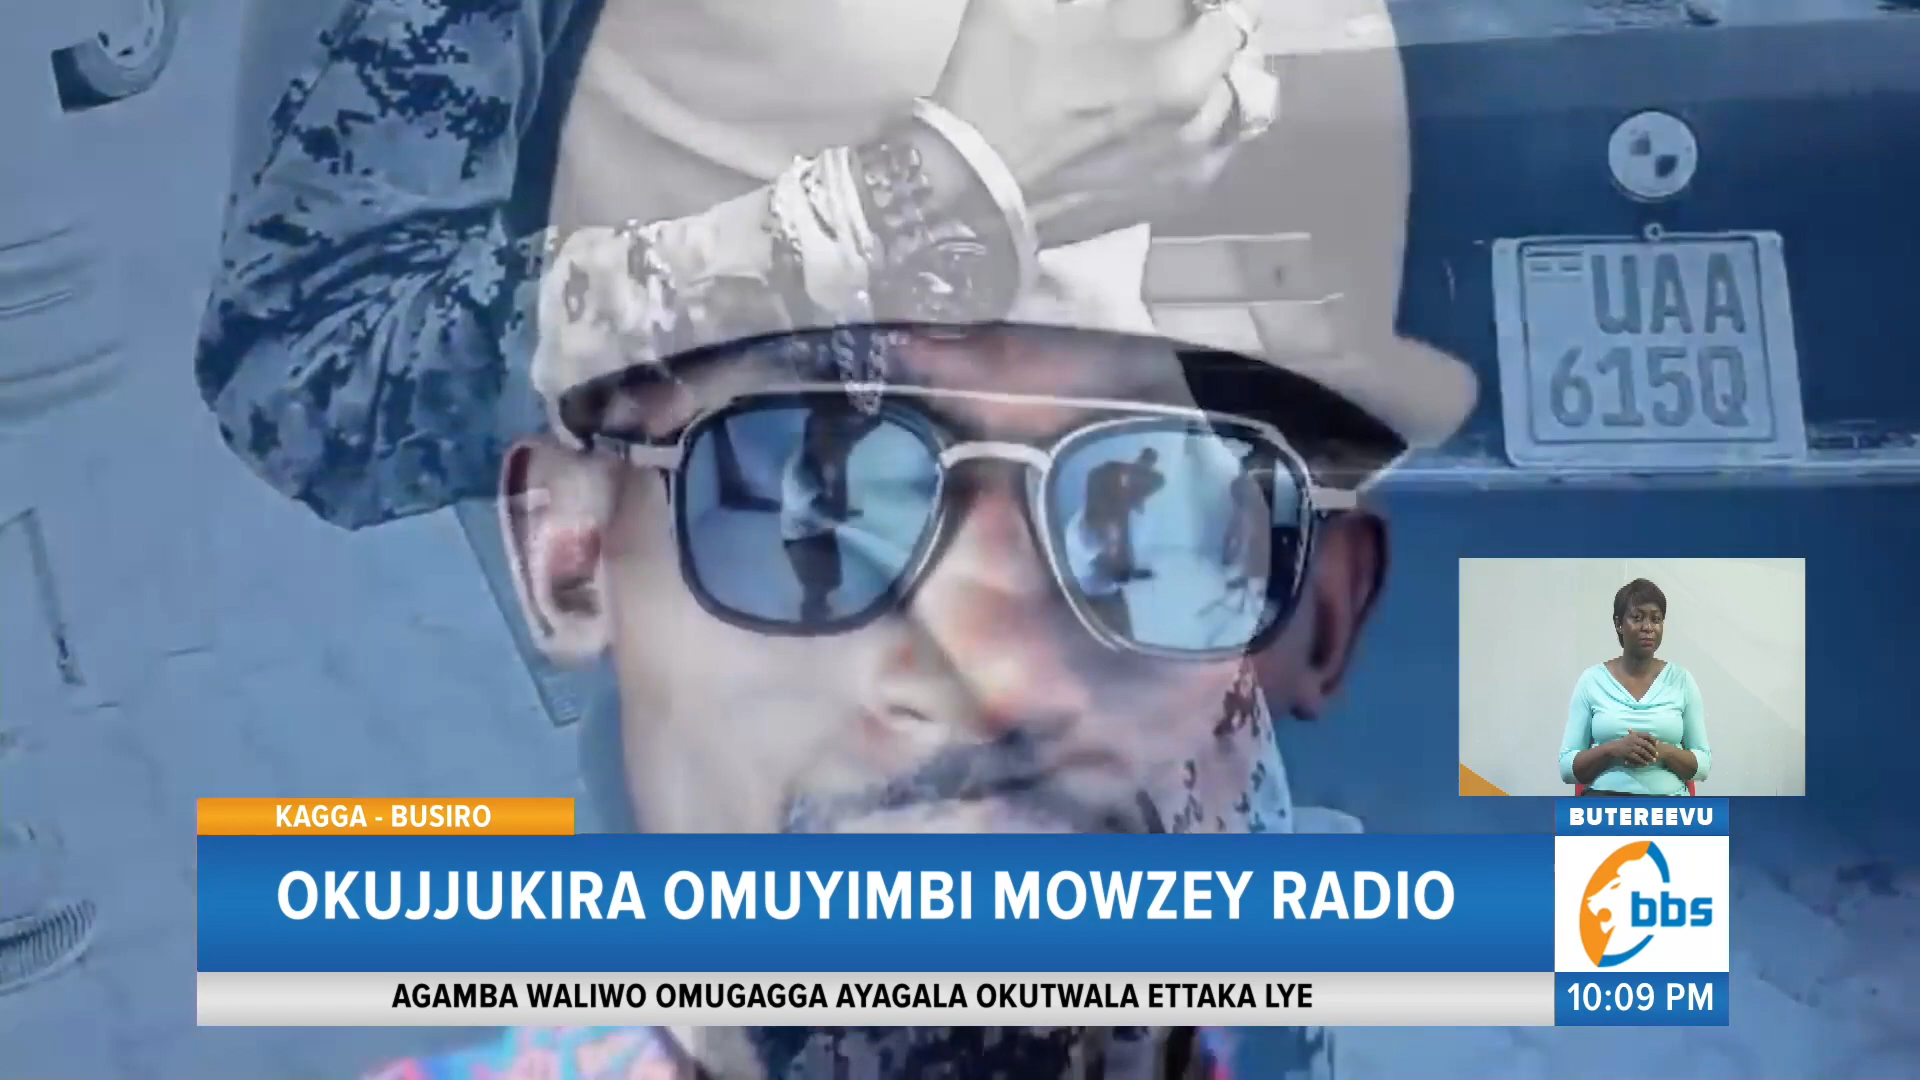 UAA
615Q
KAGGA - BUSIRO
BUTEREEVU
OKUJJUKIRA OMUYIMBI MOWZEY RADIO
bbs
AGAMBA WALIWO OMUGAGGA AYAGALA OKUTWALA ETTAKA LYE
10:09 PM